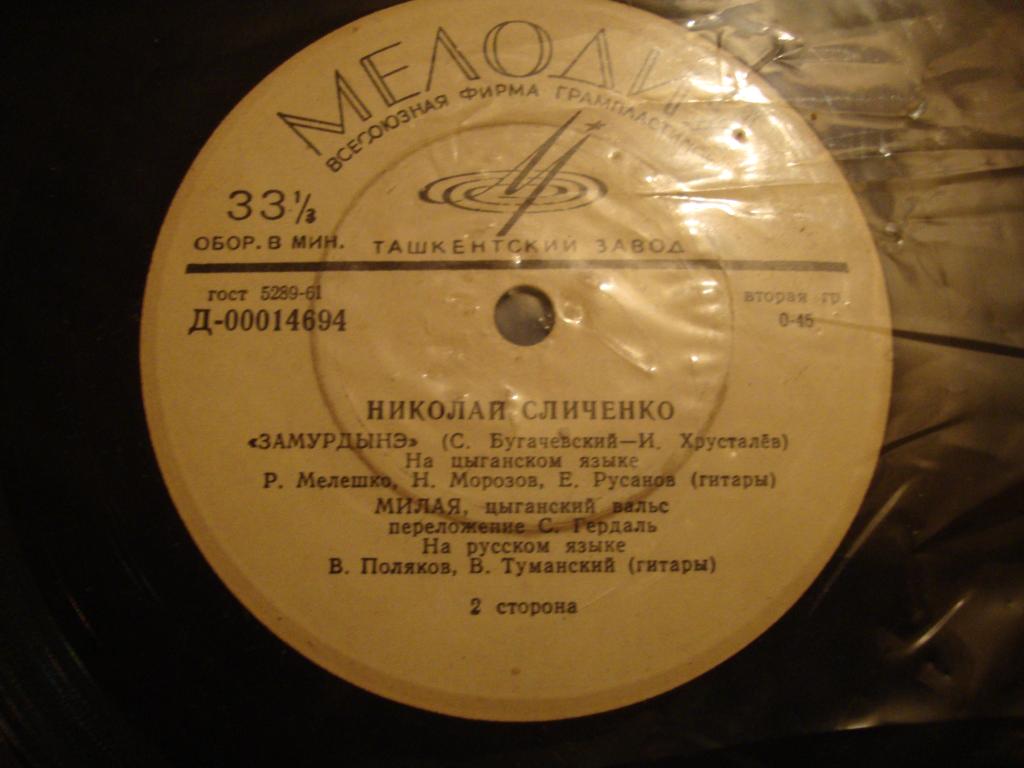 МЕЛОДИЯ
ВСЕСОЮЗНАЯ ФИРМА ГРАМПЛАСТИНОК
33⅓
ОБОР. В МИН.
ТАШКЕНТСКИЙ ЗАВОД
гост 5289-61
Д-00014694
вторая гр.
0-45
НИКОЛАЙ СЛИЧЕНКО
«ЗАМУРДЫНЭ» (С. Бугачевский—И. Хрусталёв)
На цыганском языке
Р. Мелешко, Н. Морозов, Е. Русанов (гитары)
МИЛАЯ, цыганский вальс
переложение С. Гердаль
На русском языке
В. Поляков, В. Туманский (гитары)
2 сторона